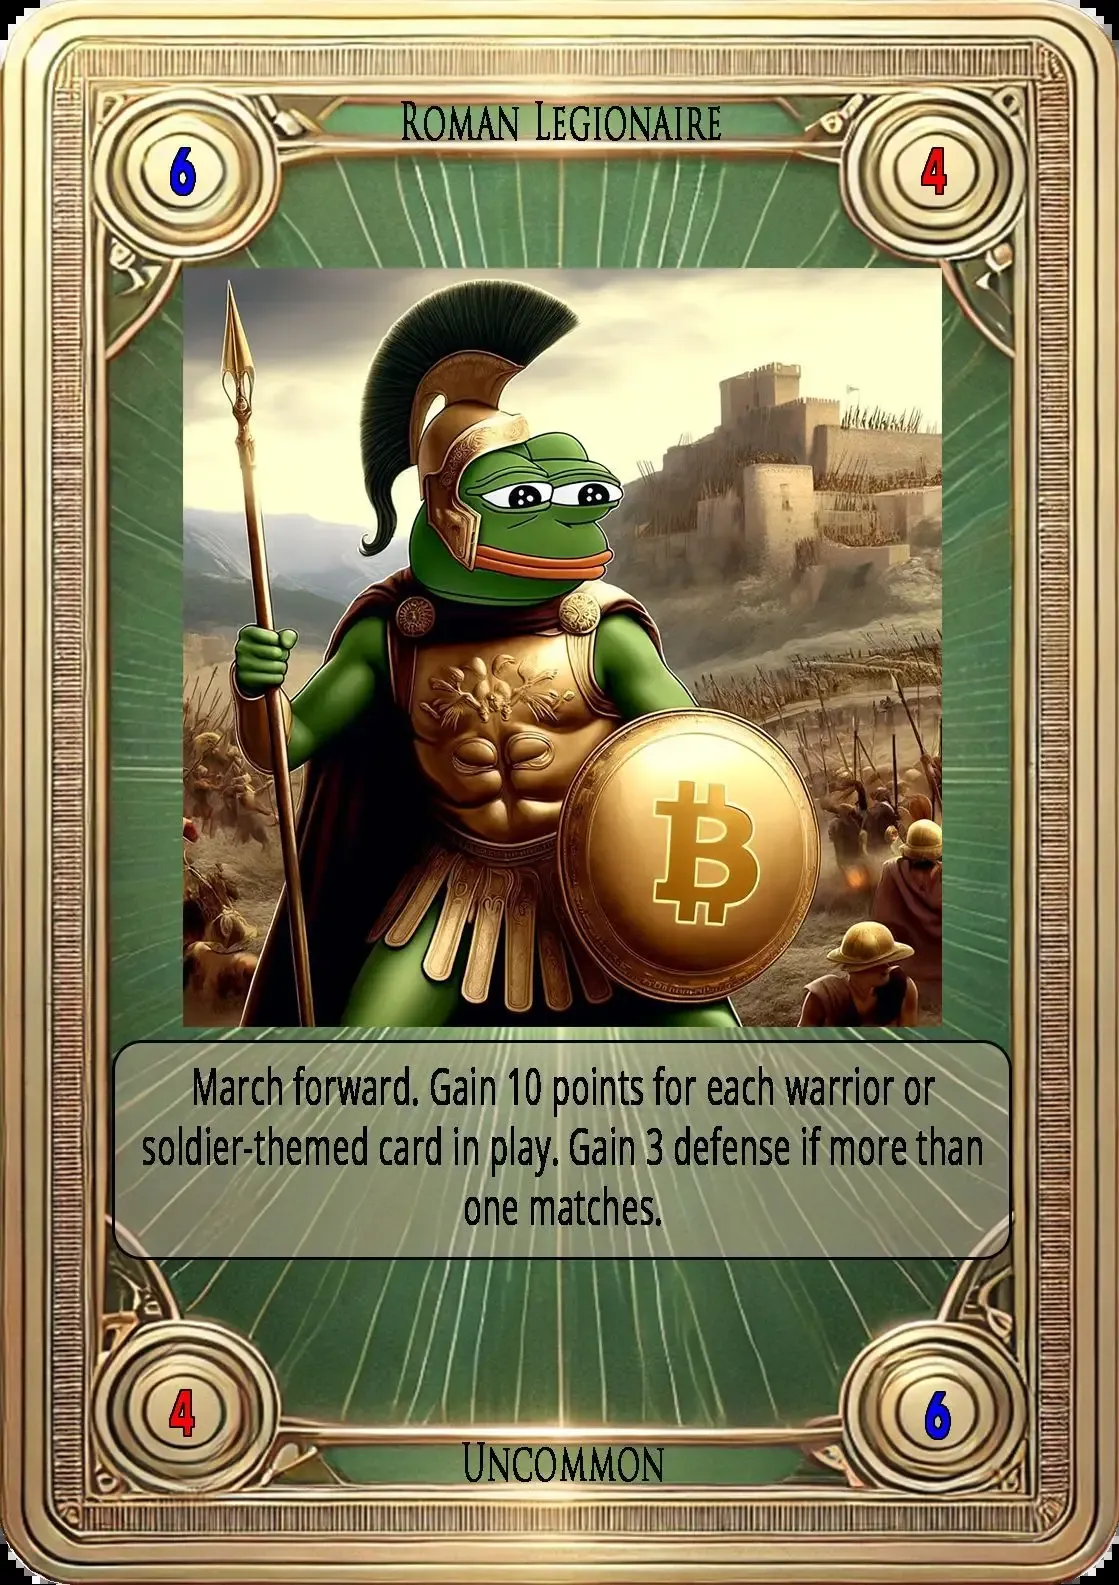 Roman Legionaire
6 4
March forward. Gain 10 points for each warrior or
soldier-themed card in play. Gain 3 defense if more than
one matches.
4 6
Uncommon